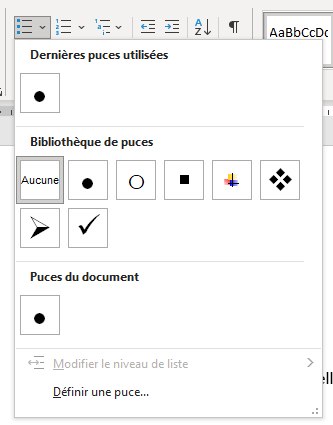 AaBbCcDc
Dernières puces utilisées
Bibliothèque de puces
Aucune
Puces du document
Modifier le niveau de liste
Définir une puce...